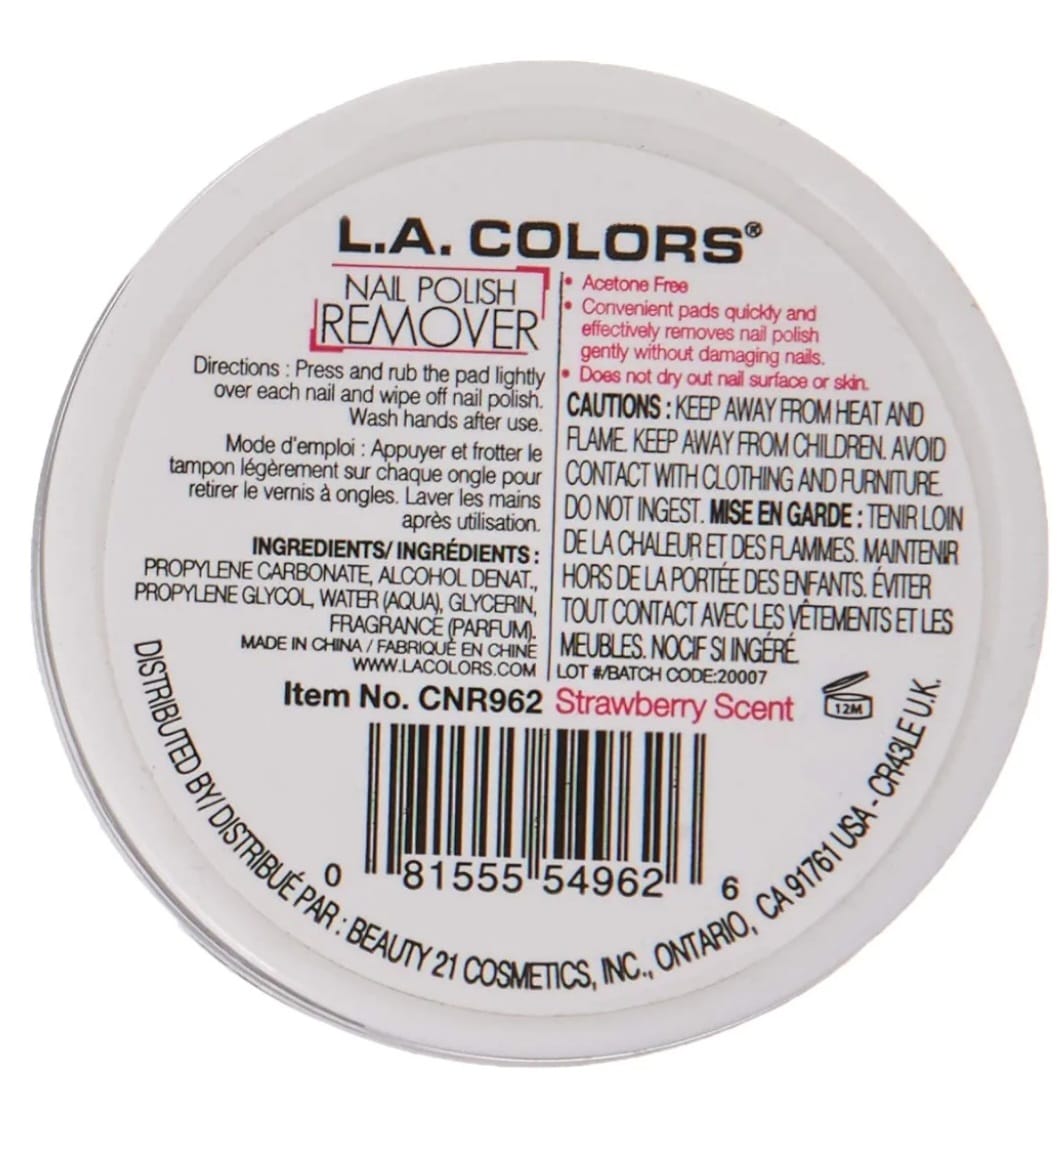 L.A. COLORS®
NAIL POLISH
REMOVER
Directions : Press and rub the pad lightly
over each nail and wipe off nail polish.
Wash hands after use.
Mode d'emploi : Appuyer et frotter le
tampon légèrement sur chaque ongle pour
retirer le vernis à ongles. Laver les mains
après utilisation.
INGREDIENTS/ INGRÉDIENTS :
PROPYLENE CARBONATE, ALCOHOL DENAT.,
PROPYLENE GLYCOL, WATER (AQUA), GLYCERIN,
FRAGRANCE (PARFUM).
MADE IN CHINA / FABRIQUÉ EN CHINE
WWW.LACOLORS.COM
• Acetone Free
• Convenient pads quickly and
effectively removes nail polish
gently without damaging nails.
• Does not dry out nail surface or skin.
CAUTIONS : KEEP AWAY FROM HEAT AND
FLAME. KEEP AWAY FROM CHILDREN. AVOID
CONTACT WITH CLOTHING AND FURNITURE.
DO NOT INGEST. MISE EN GARDE : TENIR LOIN
DE LA CHALEUR ET DES FLAMMES. MAINTENIR
HORS DE LA PORTÉE DES ENFANTS. ÉVITER
TOUT CONTACT AVEC LES VÊTEMENTS ET LES
MEUBLES. NOCIF SI INGÉRÉ.
LOT #/BATCH CODE:20007
Item No. CNR962 Strawberry Scent
12M
0 81555 54962 6
DISTRIBUTED BY/ DISTRIBUÉ PAR : BEAUTY 21 COSMETICS, INC., ONTARIO, CA 91761 USA - CR43LE U.K.